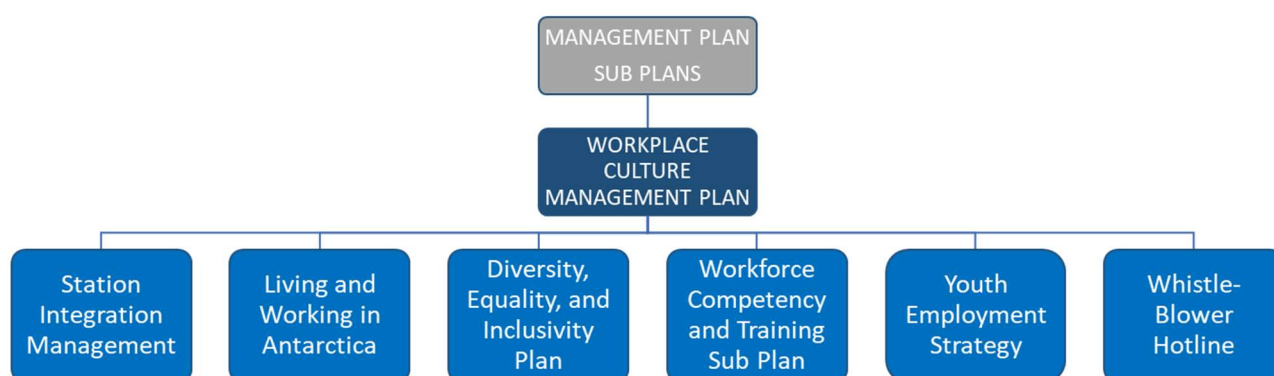 MANAGEMENT PLAN
SUB PLANS
WORKPLACE
CULTURE
MANAGEMENT PLAN
Station
Integration
Management
Living and
Working in
Antarctica
Diversity,
Equality, and
Inclusivity
Plan
Workforce
Competency
and Training
Sub Plan
Youth
Employment
Strategy
Whistle-
Blower
Hotline